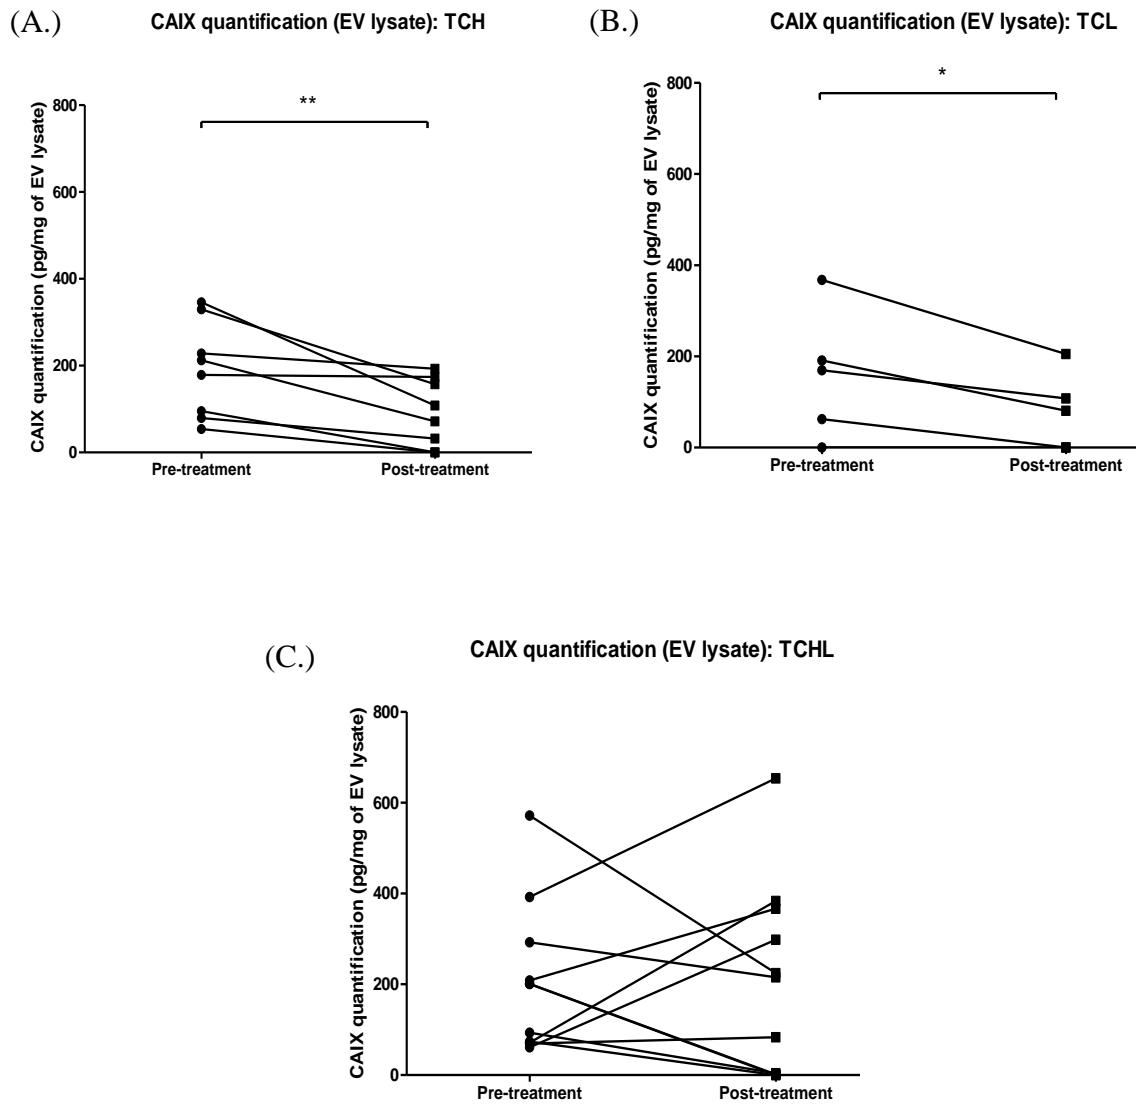 (A.)
CAIX quantification (EV lysate): TCH
**
CAIX quantification (pg/mg of EV lysate)
800
600
400
200
0
Pre-treatment
Post-treatment
(B.)
CAIX quantification (EV lysate): TCL
*
CAIX quantification (pg/mg of EV lysate)
800
600
400
200
0
Pre-treatment
Post-treatment
(C.)
CAIX quantification (EV lysate): TCHL
CAIX quantification (pg/mg of EV lysate)
800
600
400
200
0
Pre-treatment
Post-treatment